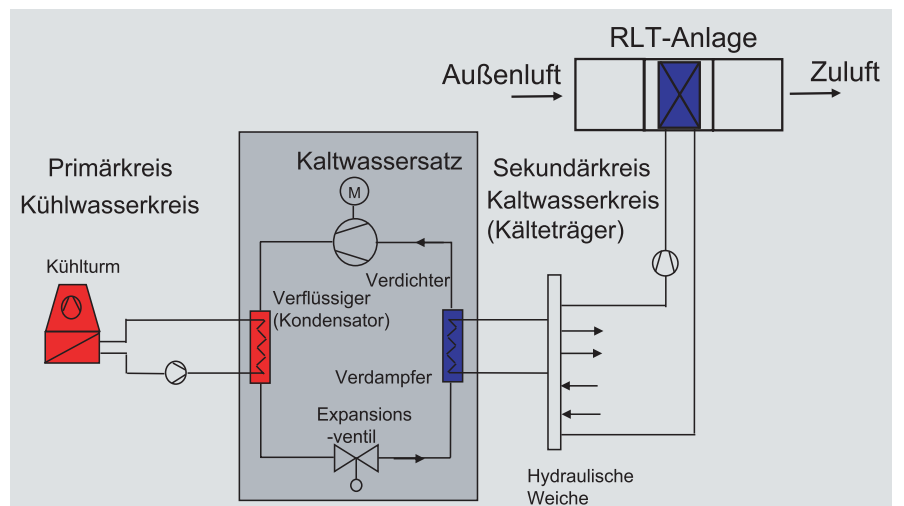 RLT-Anlage
Außenluft
Zuluft
Kaltwassersatz
M
Primärkreis
Kühlwasserkreis
Sekundärkreis
Kaltwasserkreis
(Kälteträger)
Kühlturm
Verdichter
Verflüssiger
(Kondensator)
Verdampfer
Expansions
-ventil
Hydraulische
Weiche